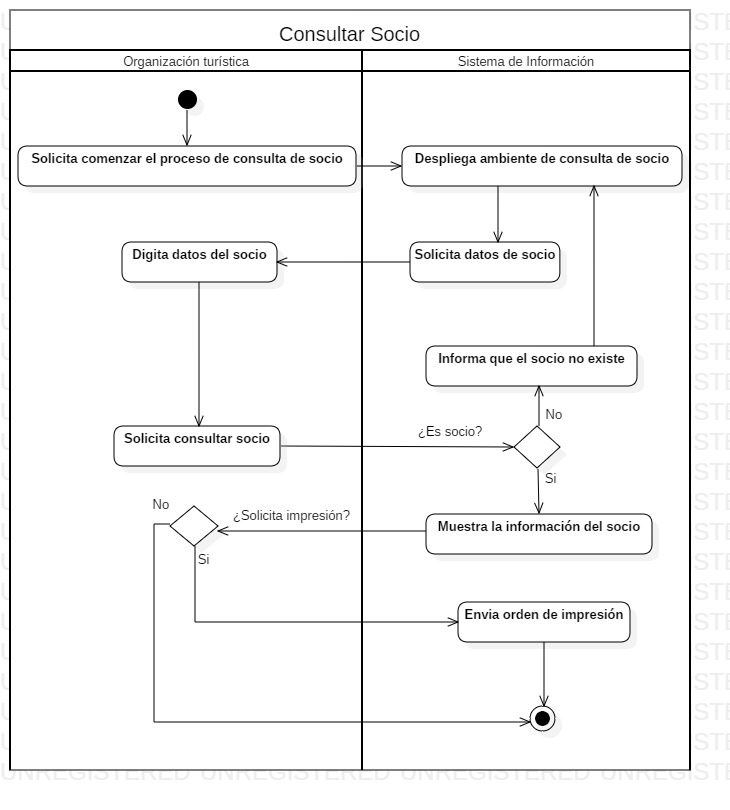 Consultar Socio
Organización turística
Sistema de Información
Solicita comenzar el proceso de consulta de socio
Despliega ambiente de consulta de socio
Digita datos del socio
Solicita datos de socio
Informa que el socio no existe
No
Solicita consultar socio
¿Es socio?
Si
No
¿Solicita impresión?
Muestra la información del socio
Si
Envia orden de impresión
UNREGISTERED UNREGISTERED UNREGISTERED UNREGISTERED